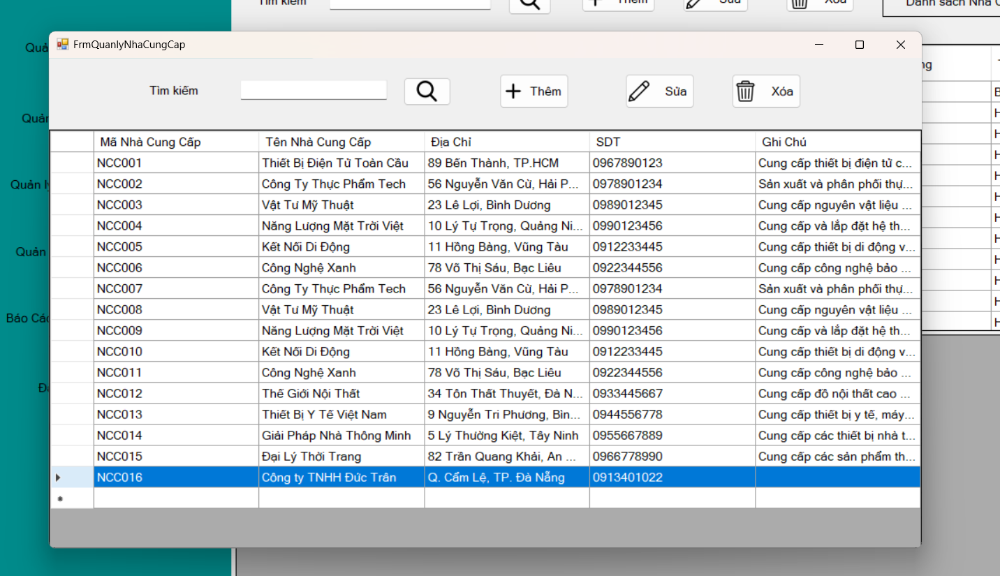 Tìm kiếm Thêm Sửa Xóa Danh sách Nhà
FrmQuanlyNhaCungCap
Tìm kiếm Thêm Sửa Xóa
Mã Nhà Cung Cấp Tên Nhà Cung Cấp Địa Chỉ SDT Ghi Chú
NCC001 Thiết Bị Điện Tử Toàn Cầu 89 Bến Thành, TP.HCM 0967890123 Cung cấp thiết bị điện tử c...
NCC002 Công Ty Thực Phẩm Tech 56 Nguyễn Văn Cừ, Hải P... 0978901234 Sản xuất và phân phối thự...
NCC003 Vật Tư Mỹ Thuật 23 Lê Lợi, Bình Dương 0989012345 Cung cấp nguyên vật liệu ...
NCC004 Năng Lượng Mặt Trời Việt 10 Lý Tự Trọng, Quảng Ni... 0990123456 Cung cấp và lắp đặt hệ th...
NCC005 Kết Nối Di Động 11 Hồng Bàng, Vũng Tàu 0912233445 Cung cấp thiết bị di động v...
NCC006 Công Nghệ Xanh 78 Võ Thị Sáu, Bạc Liêu 0922344556 Cung cấp công nghệ bảo ...
NCC007 Công Ty Thực Phẩm Tech 56 Nguyễn Văn Cừ, Hải P... 0978901234 Sản xuất và phân phối thự...
NCC008 Vật Tư Mỹ Thuật 23 Lê Lợi, Bình Dương 0989012345 Cung cấp nguyên vật liệu ...
NCC009 Năng Lượng Mặt Trời Việt 10 Lý Tự Trọng, Quảng Ni... 0990123456 Cung cấp và lắp đặt hệ th...
NCC010 Kết Nối Di Động 11 Hồng Bàng, Vũng Tàu 0912233445 Cung cấp thiết bị di động v...
NCC011 Công Nghệ Xanh 78 Võ Thị Sáu, Bạc Liêu 0922344556 Cung cấp công nghệ bảo ...
NCC012 Thế Giới Nội Thất 34 Tôn Thất Thuyết, Đà N... 0933445667 Cung cấp đồ nội thất cao ...
NCC013 Thiết Bị Y Tế Việt Nam 9 Nguyễn Tri Phương, Bìn... 0944556778 Cung cấp thiết bị y tế, máy...
NCC014 Giải Pháp Nhà Thông Minh 5 Lý Thường Kiệt, Tây Ninh 0955667889 Cung cấp các thiết bị nhà t...
NCC015 Đại Lý Thời Trang 82 Trần Quang Khải, An ... 0966778990 Cung cấp các sản phẩm th...
NCC016 Công ty TNHH Đức Trân Q. Cẩm Lệ, TP. Đà Nẵng 0913401022
Quản
Quản l
Quản
Báo Cáo